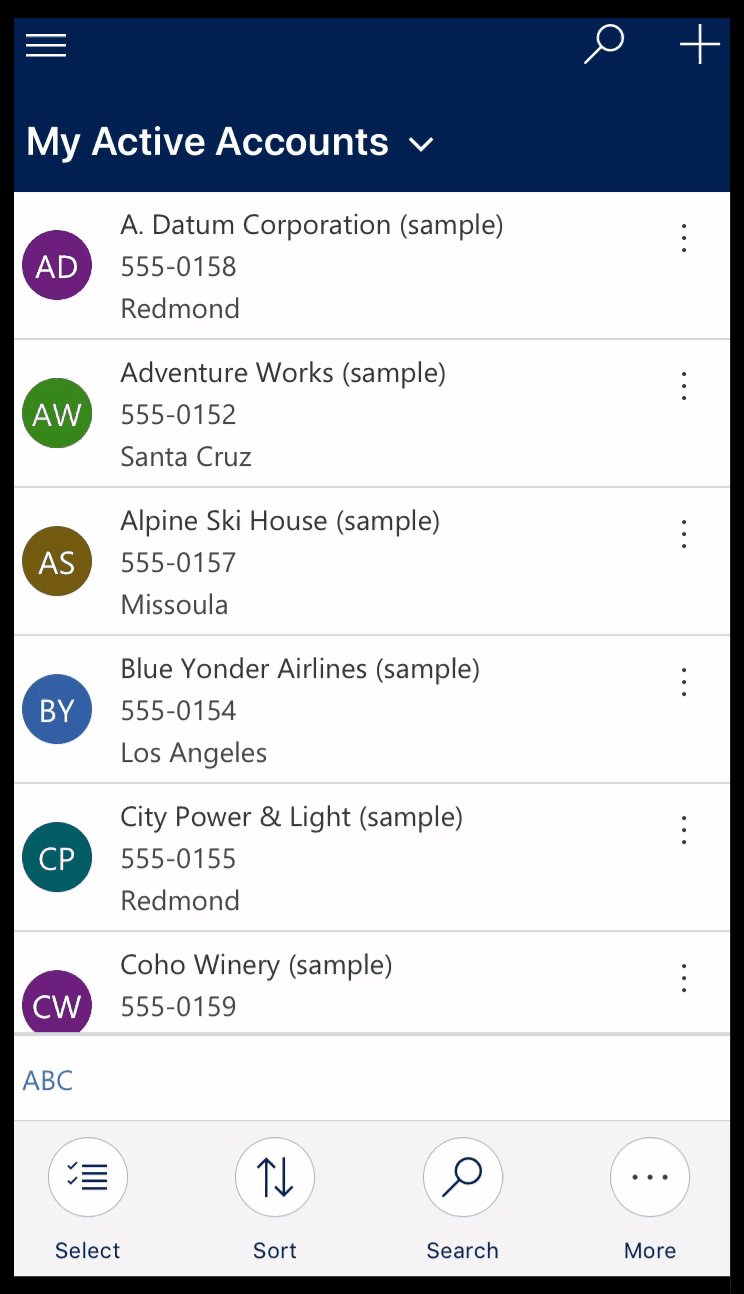 My Active Accounts
AD
A. Datum Corporation (sample)
555-0158
Redmond
AW
Adventure Works (sample)
555-0152
Santa Cruz
AS
Alpine Ski House (sample)
555-0157
Missoula
BY
Blue Yonder Airlines (sample)
555-0154
Los Angeles
CP
City Power & Light (sample)
555-0155
Redmond
CW
Coho Winery (sample)
555-0159
ABC
Select
Sort
Search
More